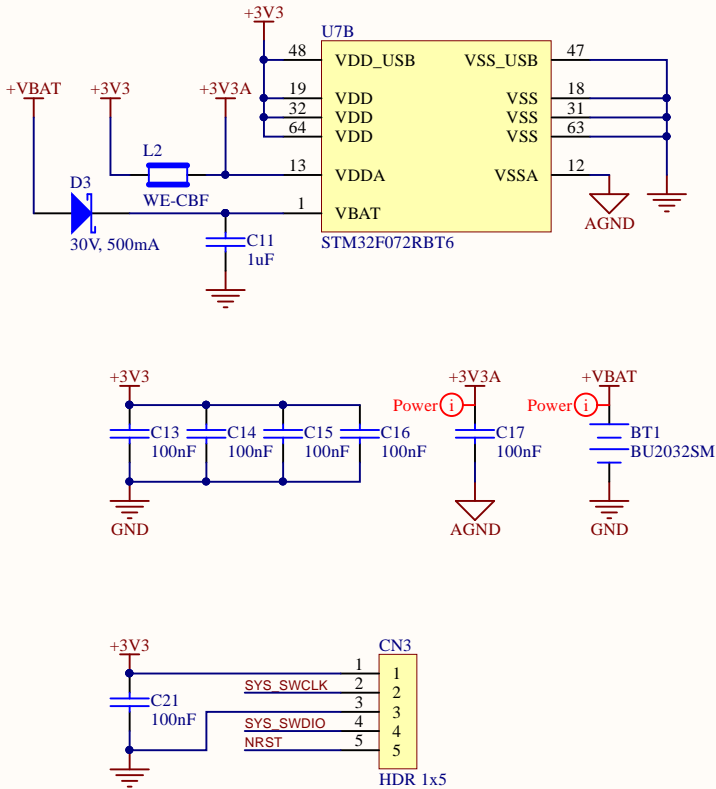 +3V3
U7B
48 VDD_USB VSS_USB 47
+VBAT +3V3 +3V3A
19 VDD VSS 18
32 VDD VSS 31
64 VDD VSS 63
L2
13 VDDA VSSA 12
WE-CBF
D3
1 VBAT
AGND
30V, 500mA
C11
1uF
STM32F072RBT6
+3V3 +3V3A +VBAT
Power i Power i
C13 C14 C15 C16 C17 BT1
100nF 100nF 100nF 100nF 100nF BU2032SM
GND AGND GND
+3V3 CN3
1 1
SYS_SWCLK 2 2
C21 3 3
100nF
SYS_SWDIO 4 4
NRST 5 5
HDR 1x5